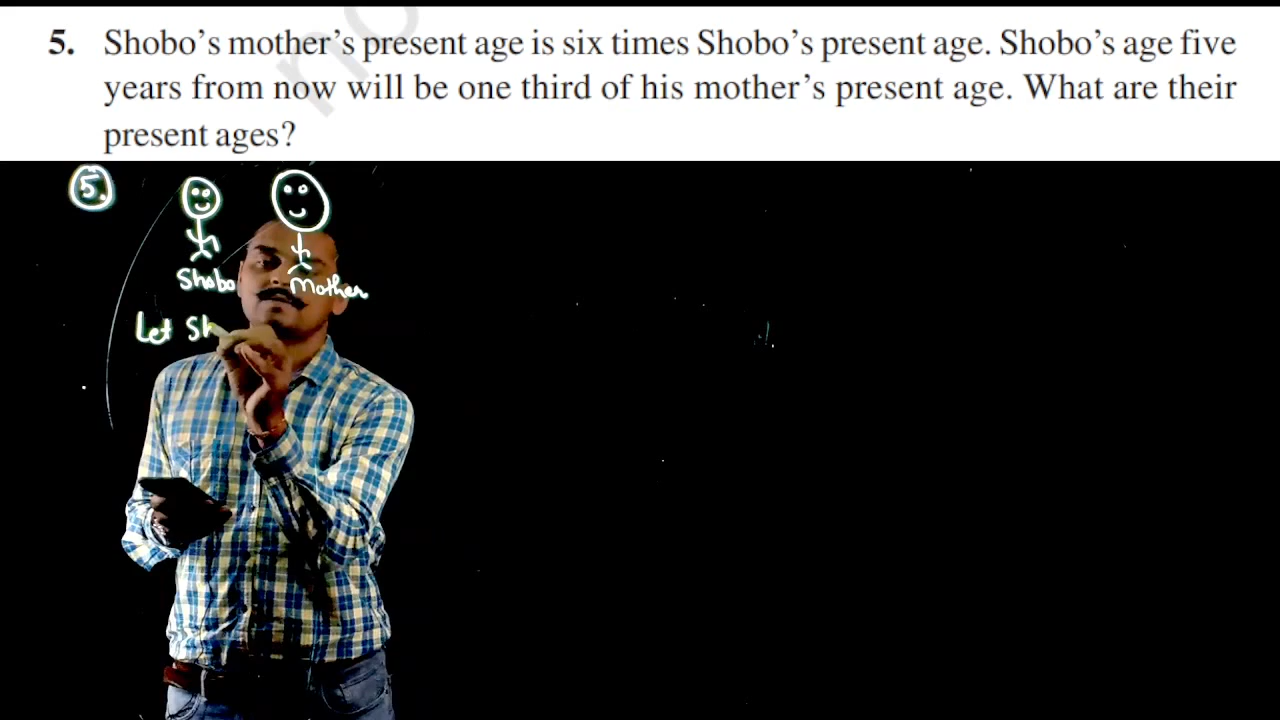 5. Shobo's mother's present age is six times Shobo's present age. Shobo's age five
years from now will be one third of his mother's present age. What are their
present ages?
5.
Shobo Mother
Let Sh